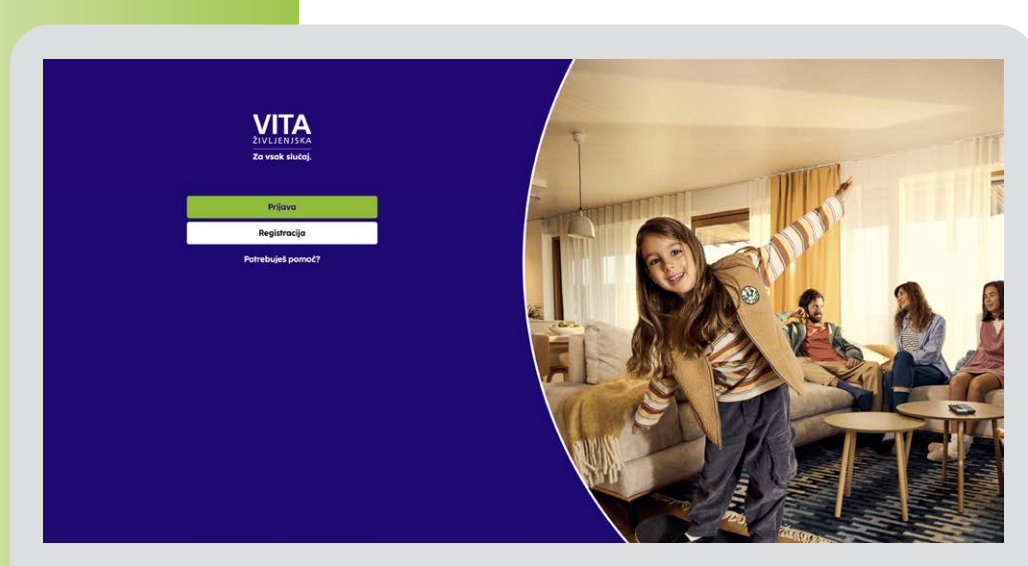 VITA
ŽIVLJENJSKA
Za vsak slučaj.
Prijava
Registracija
Potrebuješ pomoč?